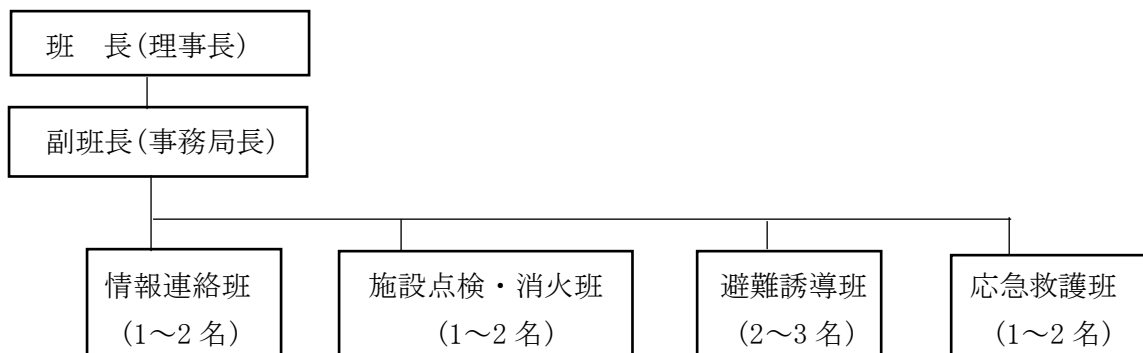 班　長(理事長)
副班長(事務局長)
情報連絡班
(1～2 名)
施設点検・消火班
(1～2 名)
避難誘導班
(2～3 名)
応急救護班
(1～2 名)